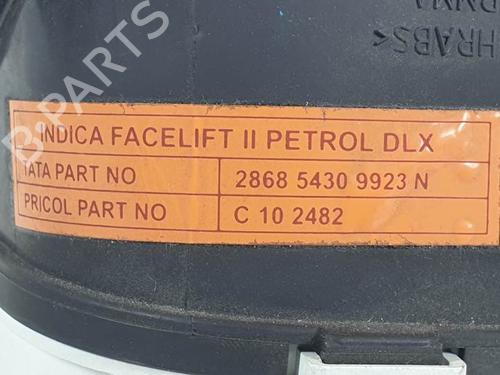 HRABS<
B-PARTS
INDICA FACELIFT II PETROL DLX
TATA PART NO 2868 5430 9923 N
PRICOL PART NO C 10 2482